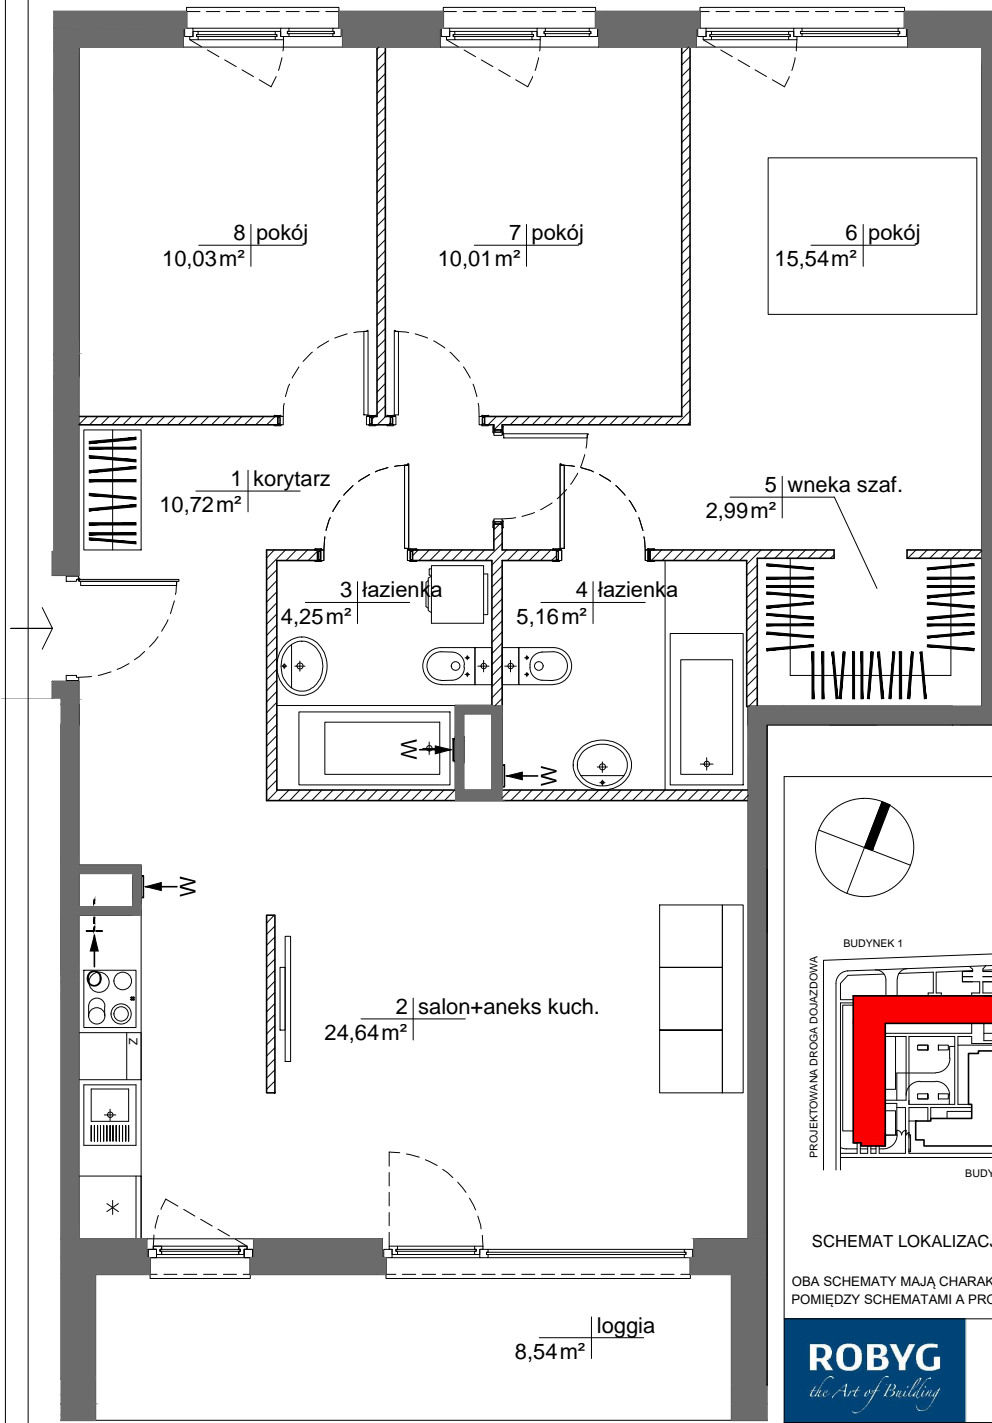 8 pokój
10,03 m²
7 pokój
10,01 m²
6 pokój
15,54 m²
1 korytarz
10,72 m²
5 wneka szaf.
2,99 m²
3 łazienka
4,25 m²
4 łazienka
5,16 m²
W
W
W
2 salon+aneks kuch.
24,64 m²
Z
loggia
8,54 m²
BUDYNEK 1
PROJEKTOWANA DROGA DOJAZDOWA
BUDY
SCHEMAT LOKALIZACJ
OBA SCHEMATY MAJĄ CHARAK
POMIĘDZY SCHEMATAMI A PRO
ROBYG
the Art of Building